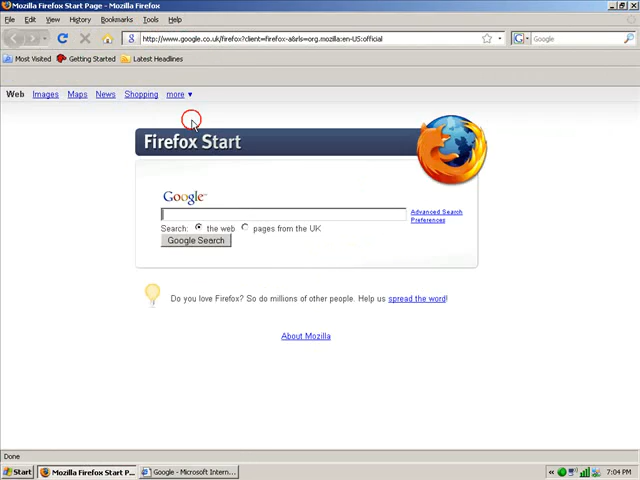 Mozilla Firefox Start Page - Mozilla Firefox
File Edit View History Bookmarks Tools Help
http://www.google.co.uk/firefox?client=firefox-a&rls=org.mozilla:en-US:official
Google
Most Visited Getting Started Latest Headlines
Web Images Maps News Shopping more ▼
Firefox Start
Google™
Advanced Search
Preferences
Search: the web pages from the UK
Google Search
Do you love Firefox? So do millions of other people. Help us spread the word!
About Mozilla
Done
Start Mozilla Firefox Start P... Google - Microsoft Intern... « 7:04 PM